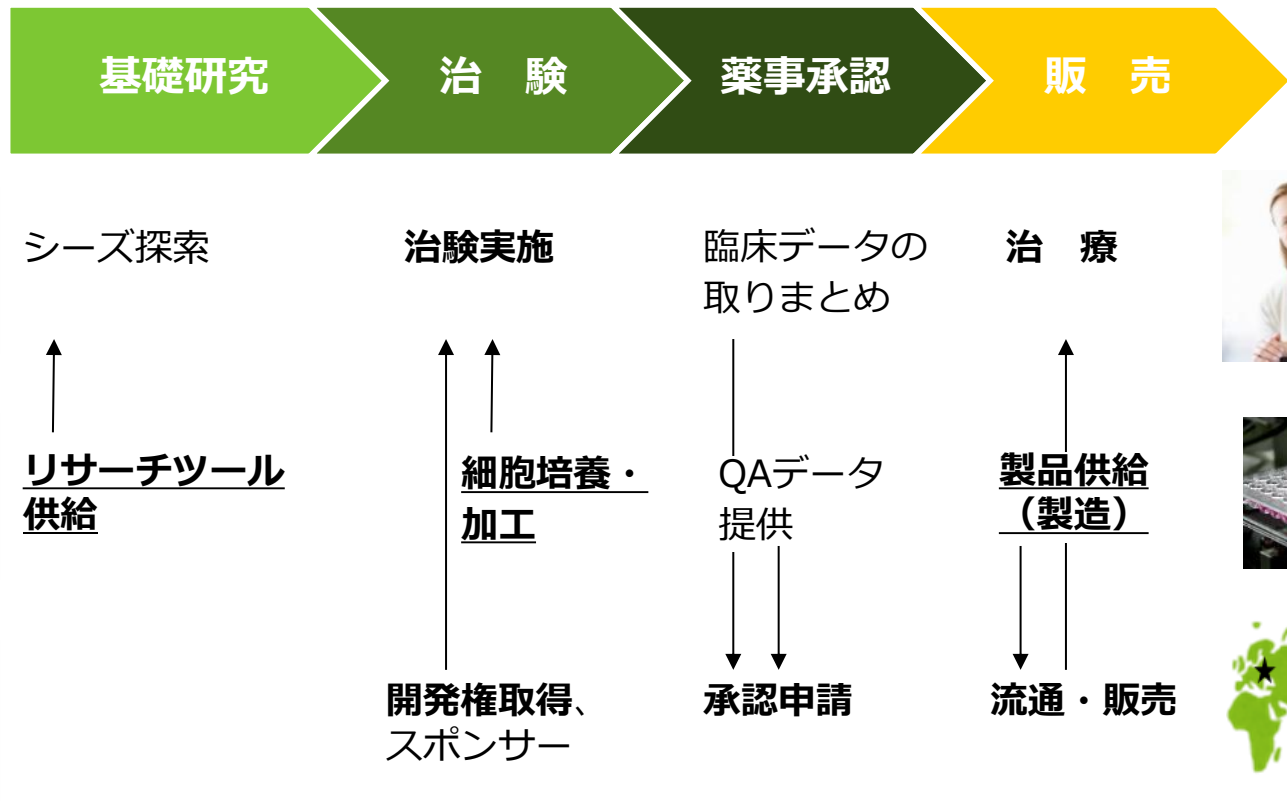 基礎研究
治　験
薬事承認
販　売
シーズ探索
治験実施
臨床データの
取りまとめ
治　療
リサーチツール
供給
細胞培養・
加工
QAデータ
提供
製品供給
（製造）
開発権取得、
スポンサー
承認申請
流通・販売